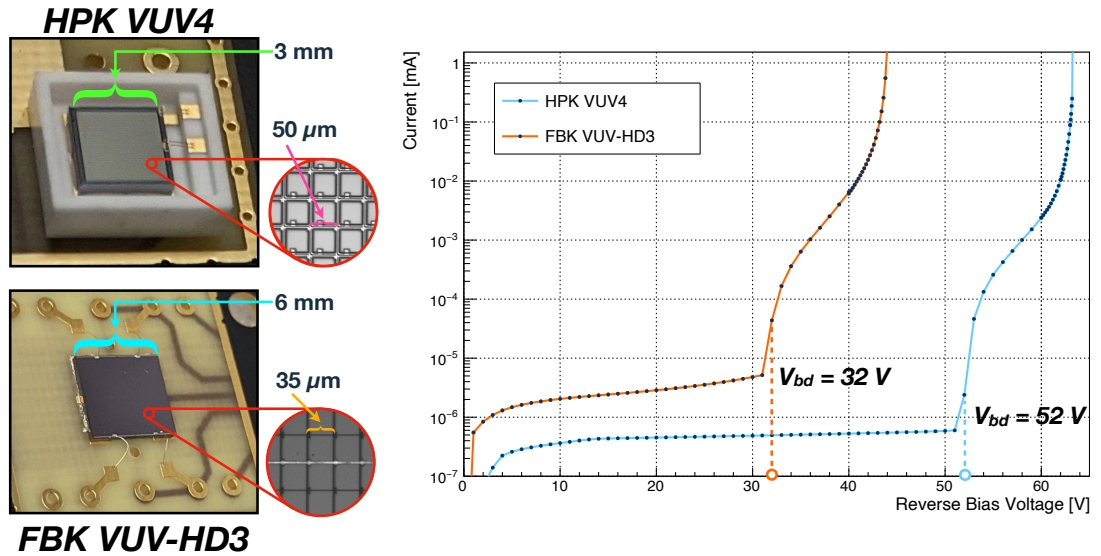 HPK VUV4
3 mm
50 µm
6 mm
35 µm
FBK VUV-HD3
Current [mA]
1
10⁻¹
10⁻²
10⁻³
10⁻⁴
10⁻⁵
10⁻⁶
10⁻⁷
HPK VUV4
FBK VUV-HD3
V_bd = 32 V
V_bd = 52 V
0 10 20 30 40 50 60
Reverse Bias Voltage [V]